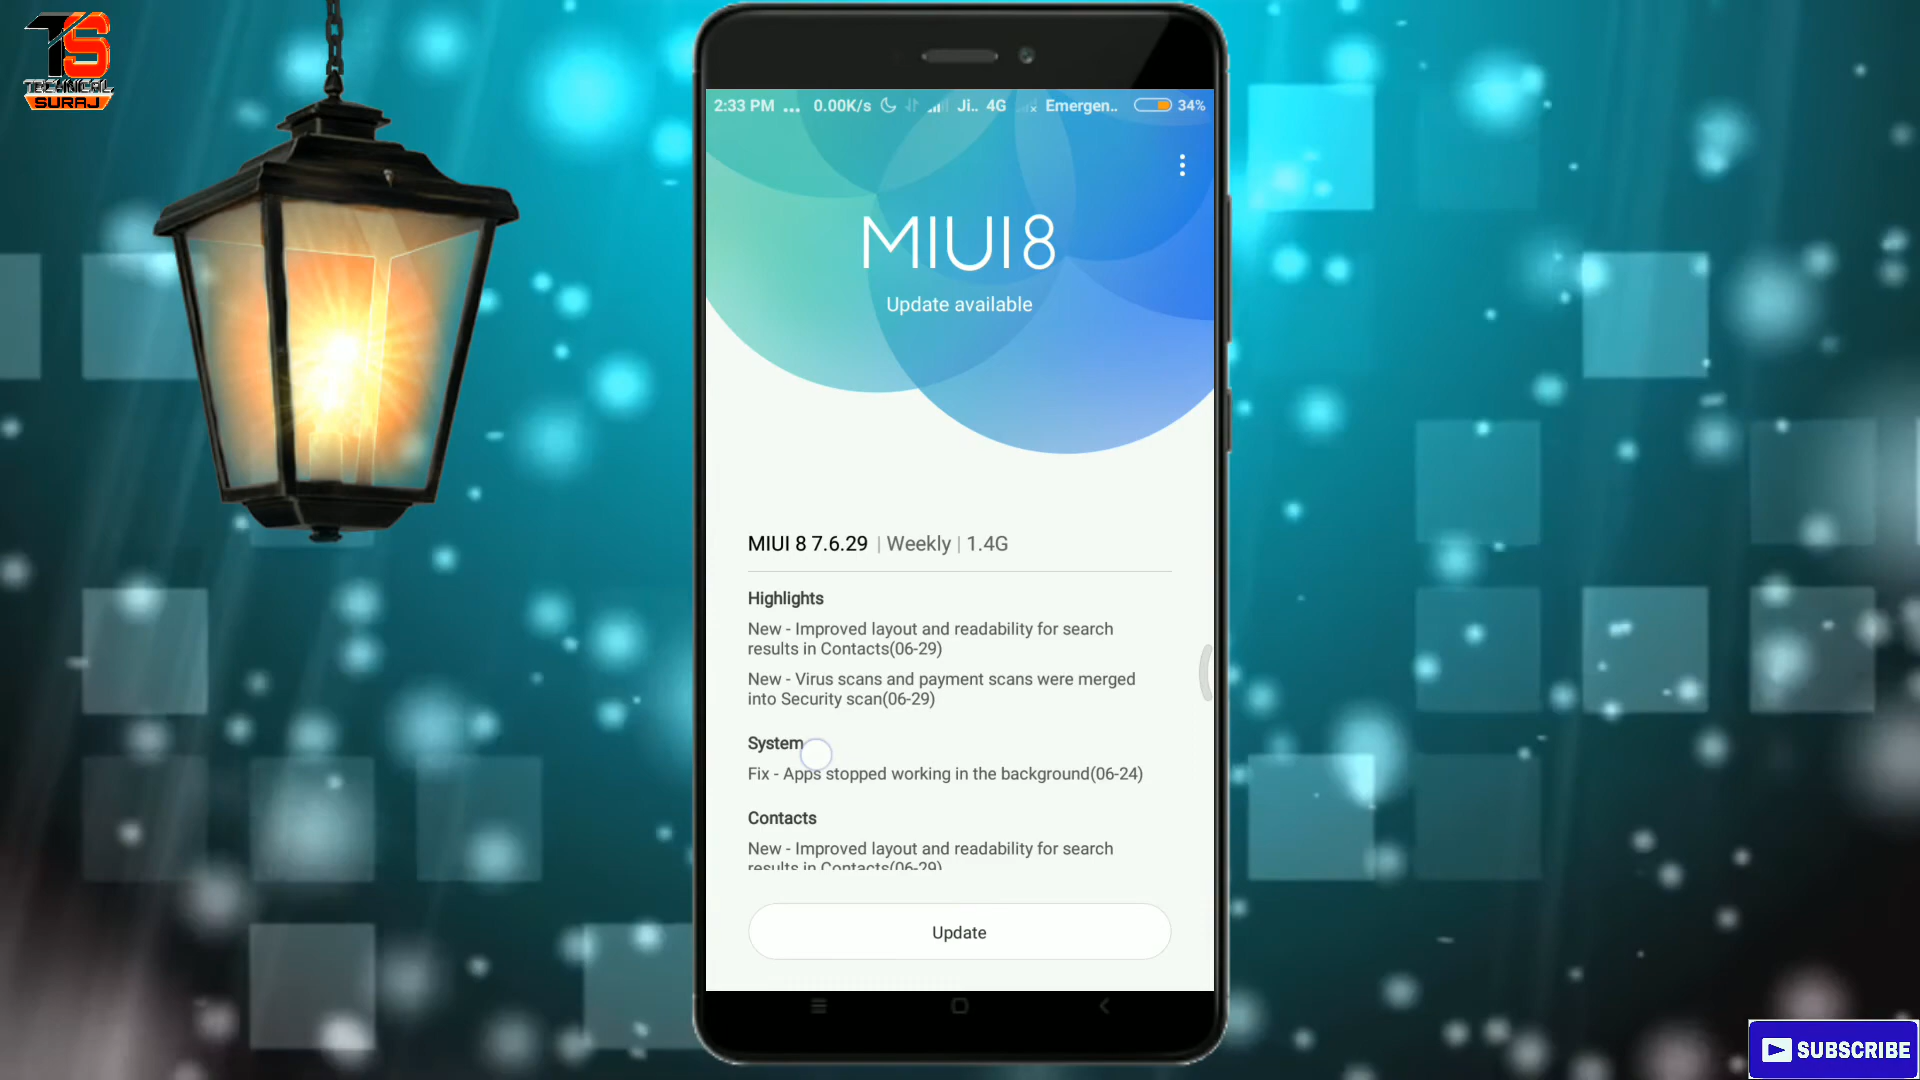 TS
TECHNICAL
SURAJ
2:33 PM ... 0.00K/s Ji.. 4G Emergen.. 34%
MIUI 8
Update available
MIUI 8 7.6.29 | Weekly | 1.4G
Highlights
New - Improved layout and readability for search
results in Contacts(06-29)
New - Virus scans and payment scans were merged
into Security scan(06-29)
System
Fix - Apps stopped working in the background(06-24)
Contacts
New - Improved layout and readability for search
results in Contacts(06-29)
Update
SUBSCRIBE